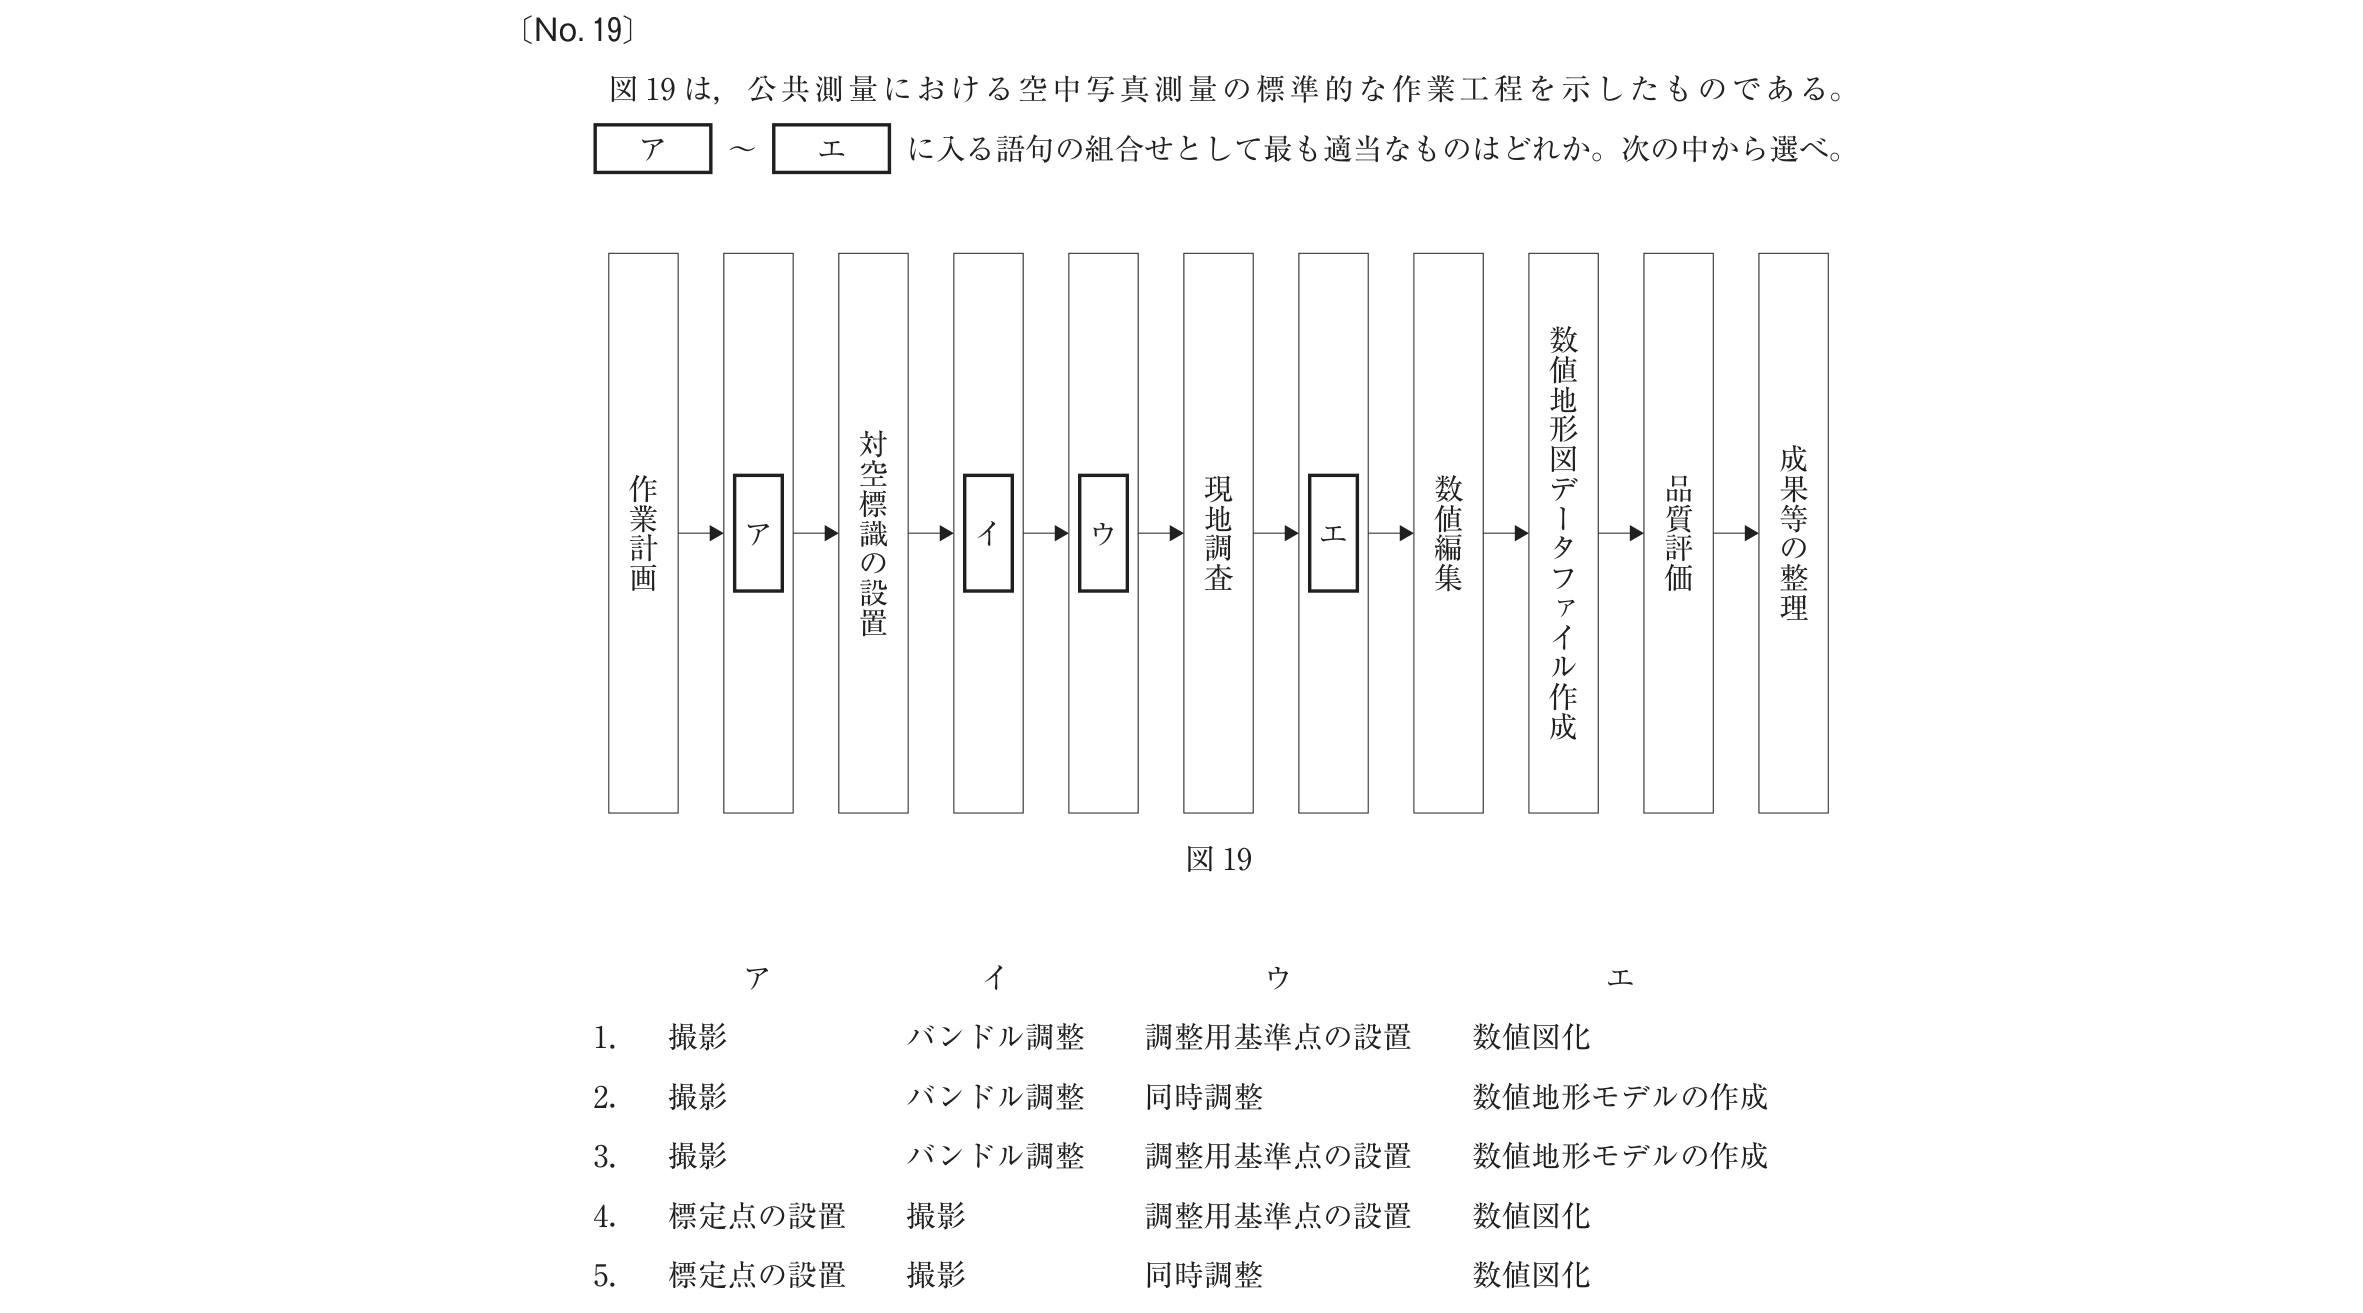 〔No. 19〕
図 19 は，公共測量における空中写真測量の標準的な作業工程を示したものである。
ア ～ エ に入る語句の組合せとして最も適当なものはどれか。次の中から選べ。
作業計画
ア
対空標識の設置
イ
ウ
現地調査
エ
数値編集
数値地形図データファイル作成
品質評価
成果等の整理
図 19
ア イ ウ エ
1. 撮影 バンドル調整 調整用基準点の設置 数値図化
2. 撮影 バンドル調整 同時調整 数値地形モデルの作成
3. 撮影 バンドル調整 調整用基準点の設置 数値地形モデルの作成
4. 標定点の設置 撮影 調整用基準点の設置 数値図化
5. 標定点の設置 撮影 同時調整 数値図化